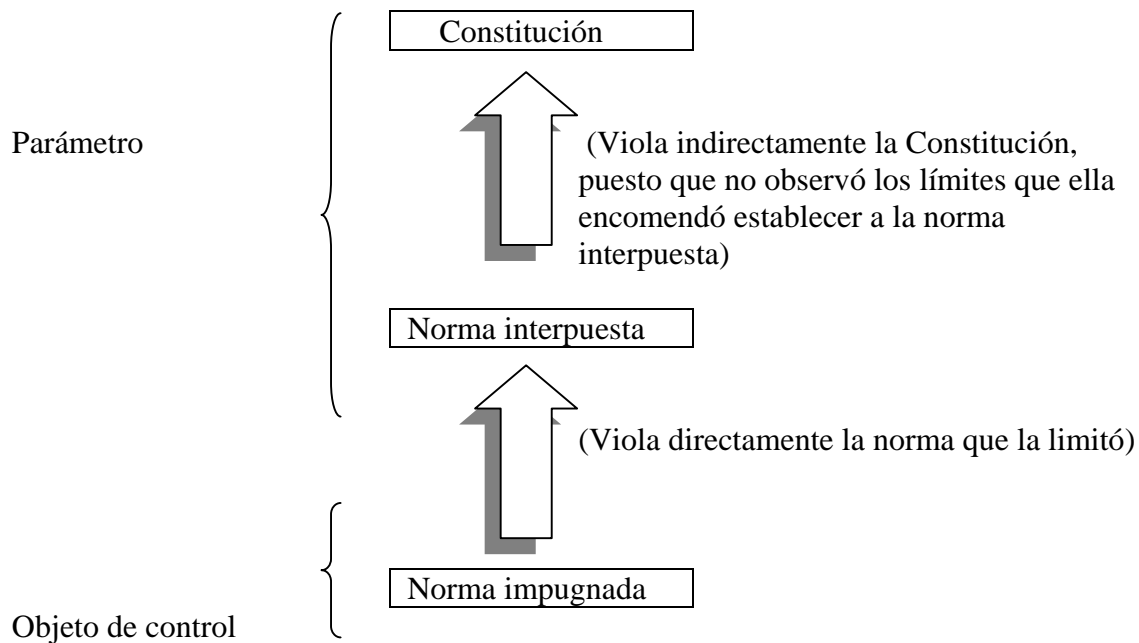 Constitución
Parámetro
(Viola indirectamente la Constitución,
puesto que no observó los límites que ella
encomendó establecer a la norma
interpuesta)
Norma interpuesta
(Viola directamente la norma que la limitó)
Norma impugnada
Objeto de control